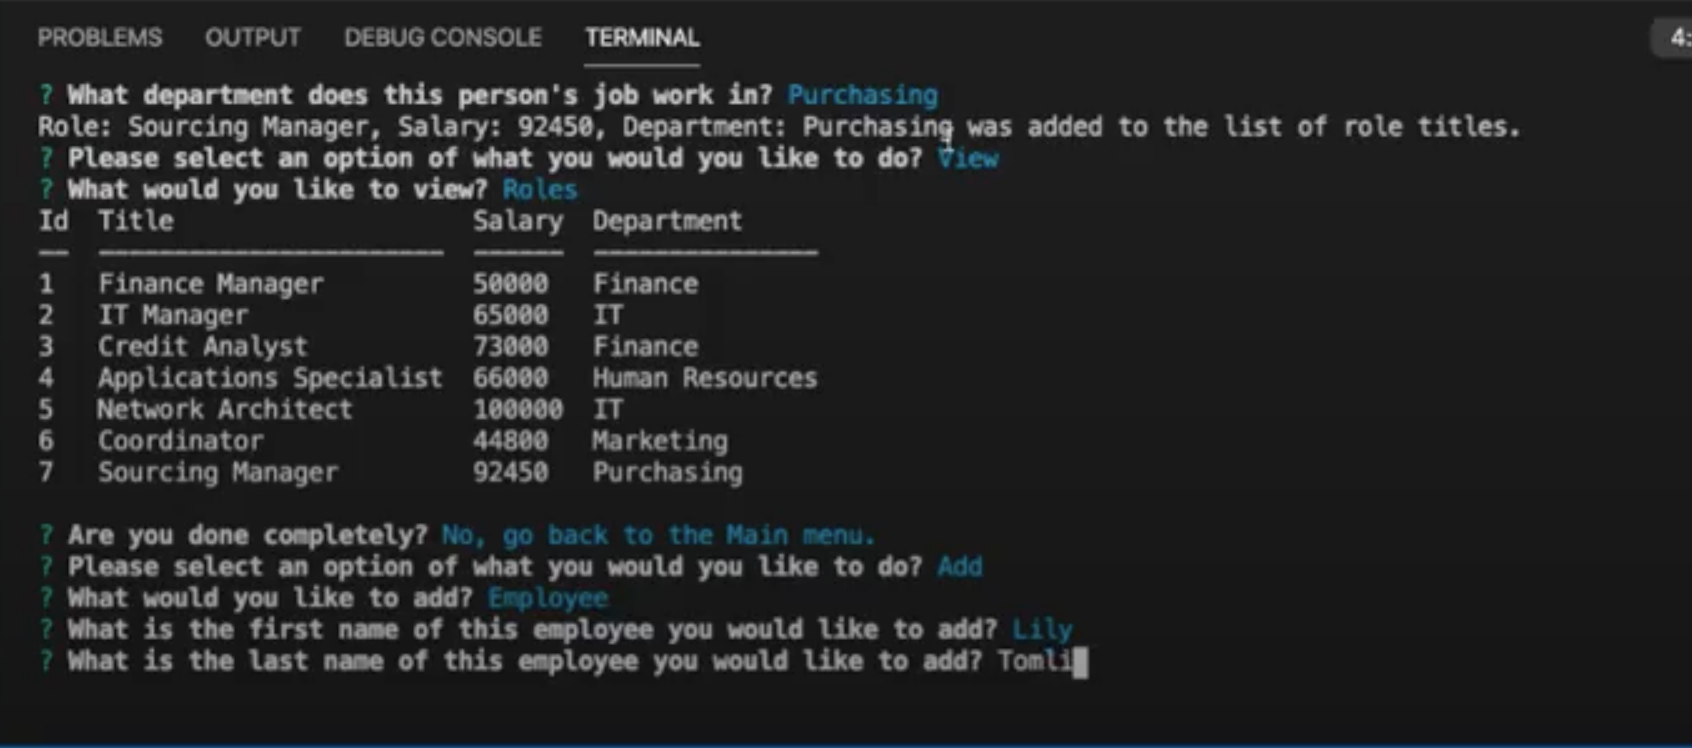 PROBLEMS OUTPUT DEBUG CONSOLE TERMINAL 4:
? What department does this person's job work in? Purchasing
Role: Sourcing Manager, Salary: 92450, Department: Purchasing was added to the list of role titles.
? Please select an option of what you would you like to do? View
? What would you like to view? Roles
Id Title Salary Department
1 Finance Manager 50000 Finance
2 IT Manager 65000 IT
3 Credit Analyst 73000 Finance
4 Applications Specialist 66000 Human Resources
5 Network Architect 100000 IT
6 Coordinator 44800 Marketing
7 Sourcing Manager 92450 Purchasing
? Are you done completely? No, go back to the Main menu.
? Please select an option of what you would you like to do? Add
? What would you like to add? Employee
? What is the first name of this employee you would like to add? Lily
? What is the last name of this employee you would like to add? Tomli